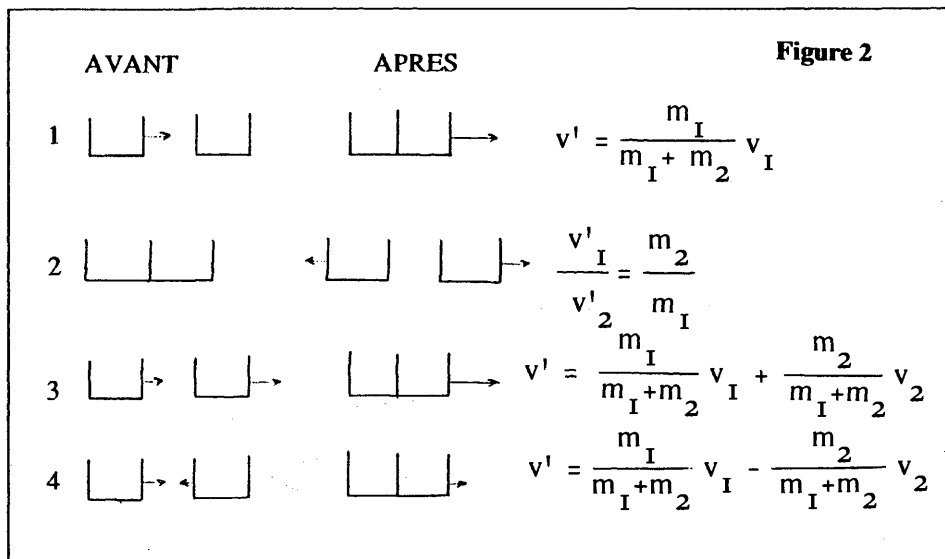 Figure 2
AVANT APRES
1 v' = m_I / (m_I + m_2) v_I
2 v'_I / v'_2 = m_2 / m_I
3 v' = m_I / (m_I+m_2) v_I + m_2 / (m_I+m_2) v_2
4 v' = m_I / (m_I+m_2) v_I - m_2 / (m_I+m_2) v_2